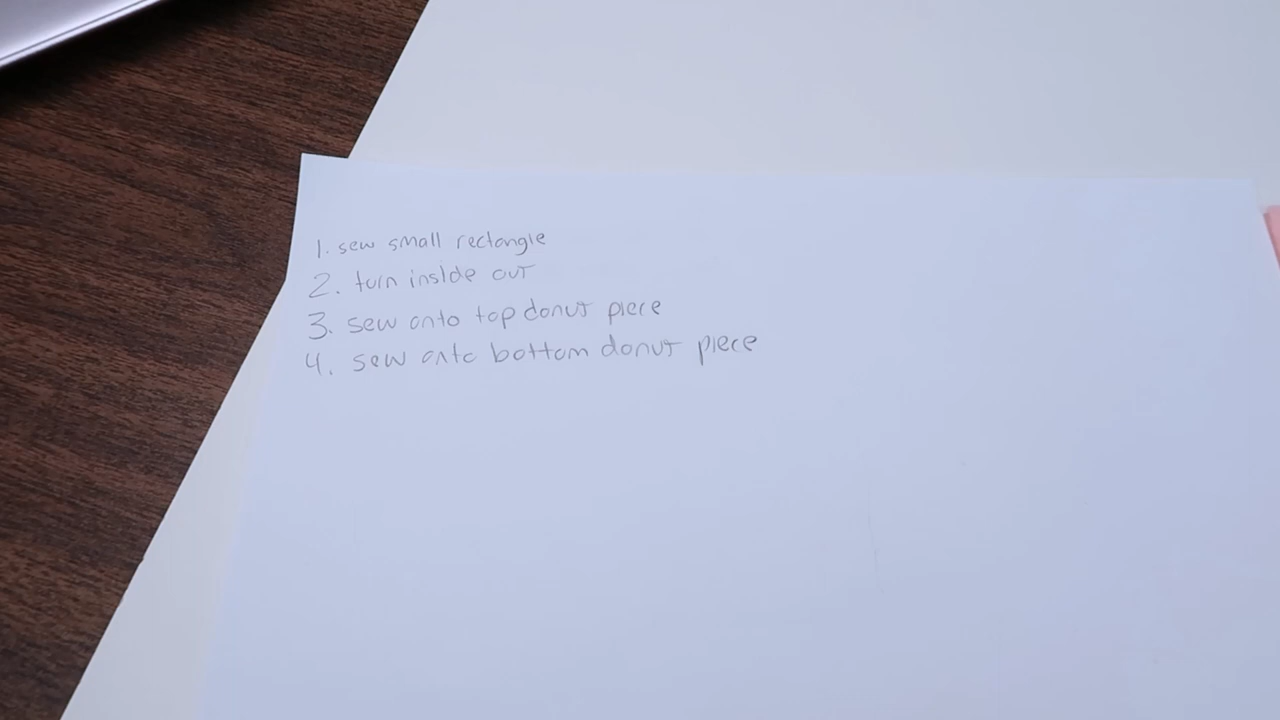 1. sew small rectangle
2. turn inside out
3. sew onto top donut piece
4. sew onto bottom donut piece